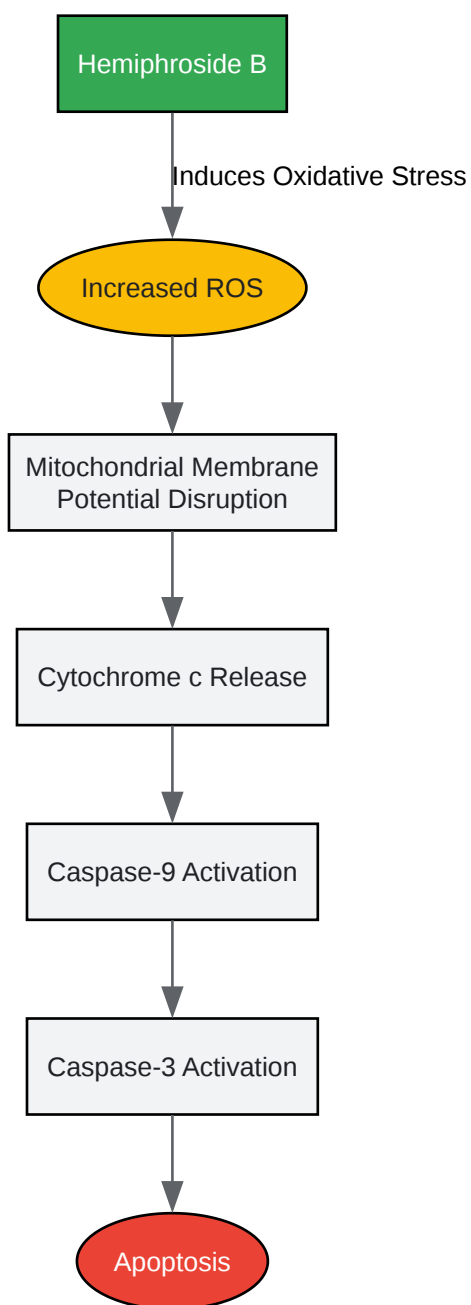 Hemiphroside B
Induces Oxidative Stress
Increased ROS
Mitochondrial Membrane
Potential Disruption
Cytochrome c Release
Caspase-9 Activation
Caspase-3 Activation
Apoptosis